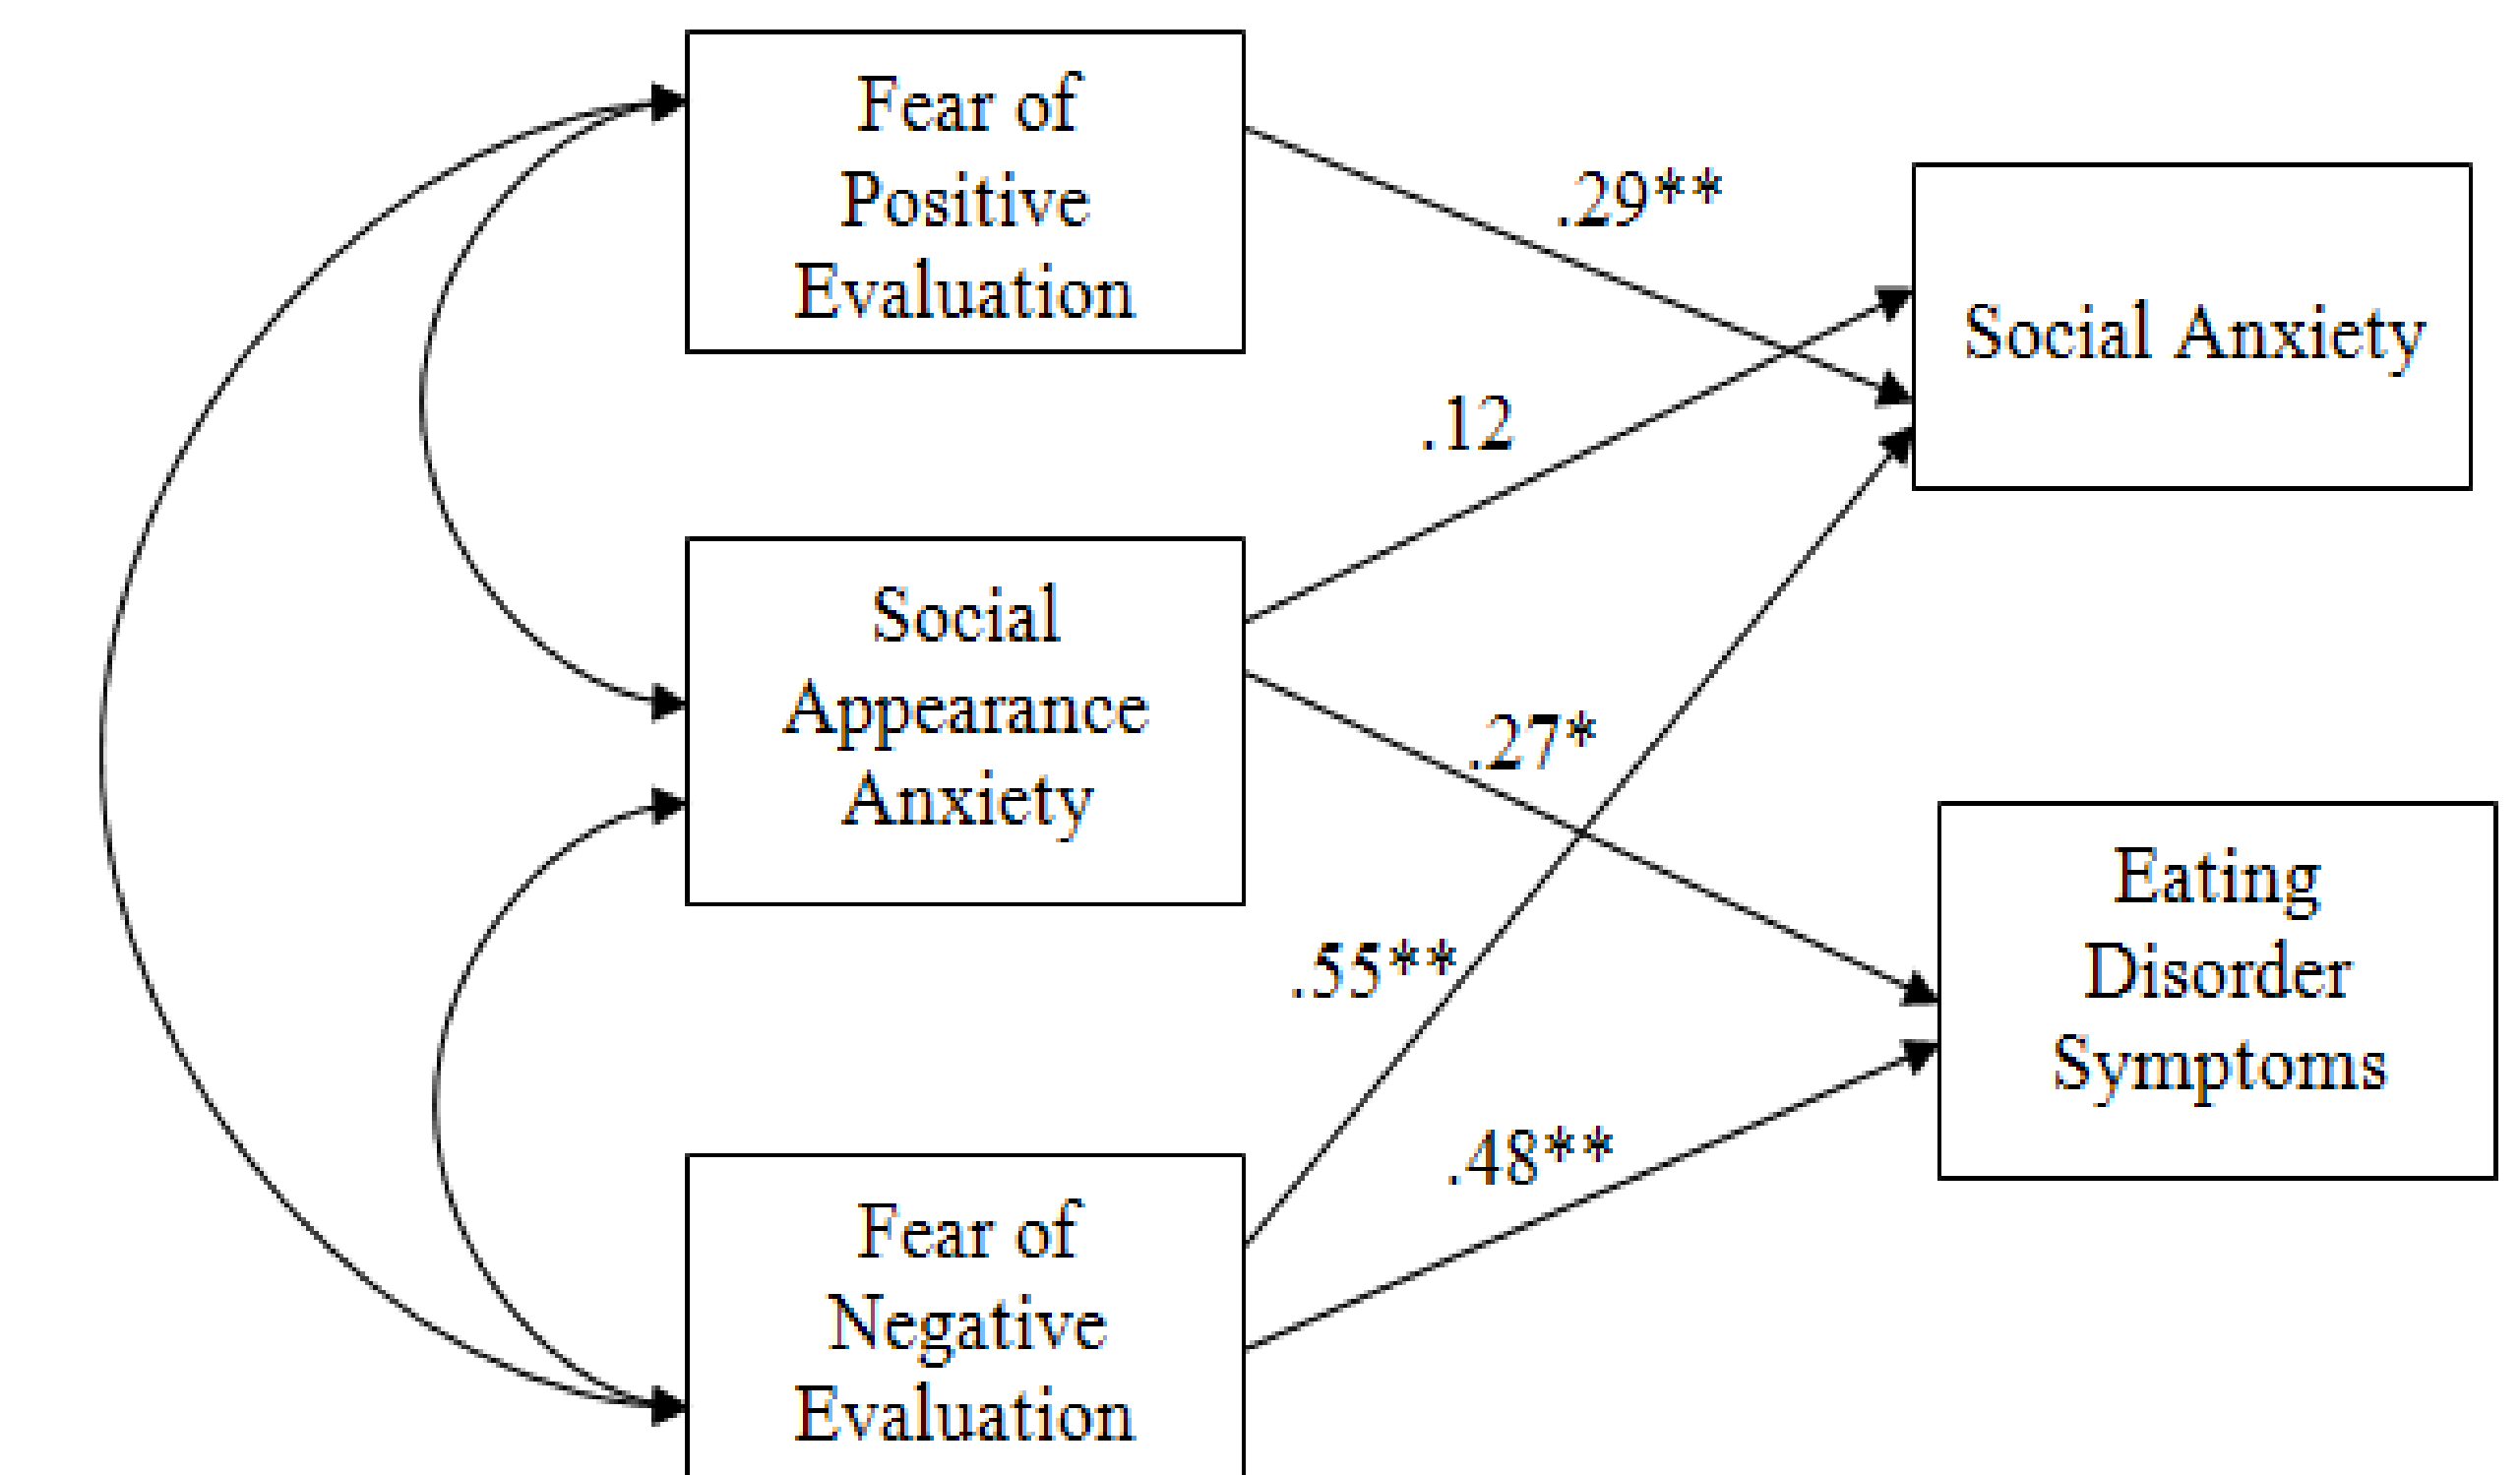 Fear of
Positive
Evaluation
.29**
Social Anxiety
.12
Social
Appearance
Anxiety
.27*
Eating
Disorder
Symptoms
.55**
.48**
Fear of
Negative
Evaluation